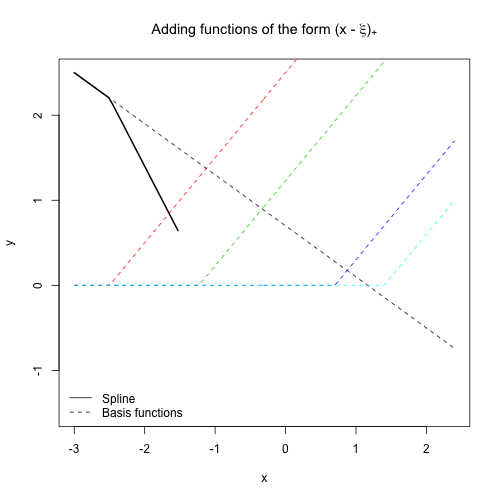 Adding functions of the form (x - ξ)₊
y
2
1
0
-1
Spline
Basis functions
-3 -2 -1 0 1 2
x